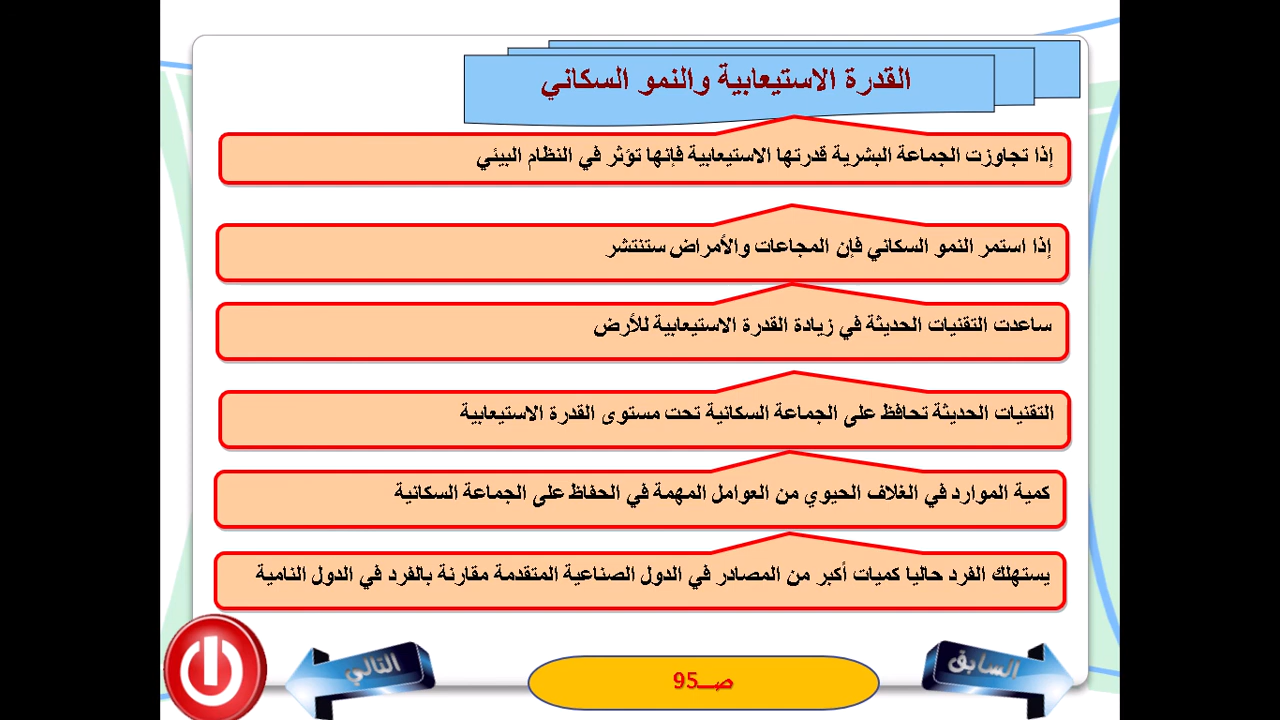 القدرة الاستيعابية والنمو السكاني
إذا تجاوزت الجماعة البشرية قدرتها الاستيعابية فإنها تؤثر في النظام البيئي
إذا استمر النمو السكاني فإن المجاعات والأمراض ستنتشر
ساعدت التقنيات الحديثة في زيادة القدرة الاستيعابية للأرض
التقنيات الحديثة تحافظ على الجماعة السكانية تحت مستوى القدرة الاستيعابية
كمية الموارد في الغلاف الحيوي من العوامل المهمة في الحفاظ على الجماعة السكانية
يستهلك الفرد حاليا كميات أكبر من المصادر في الدول الصناعية المتقدمة مقارنة بالفرد في الدول النامية
السابق
صـ95
التالي